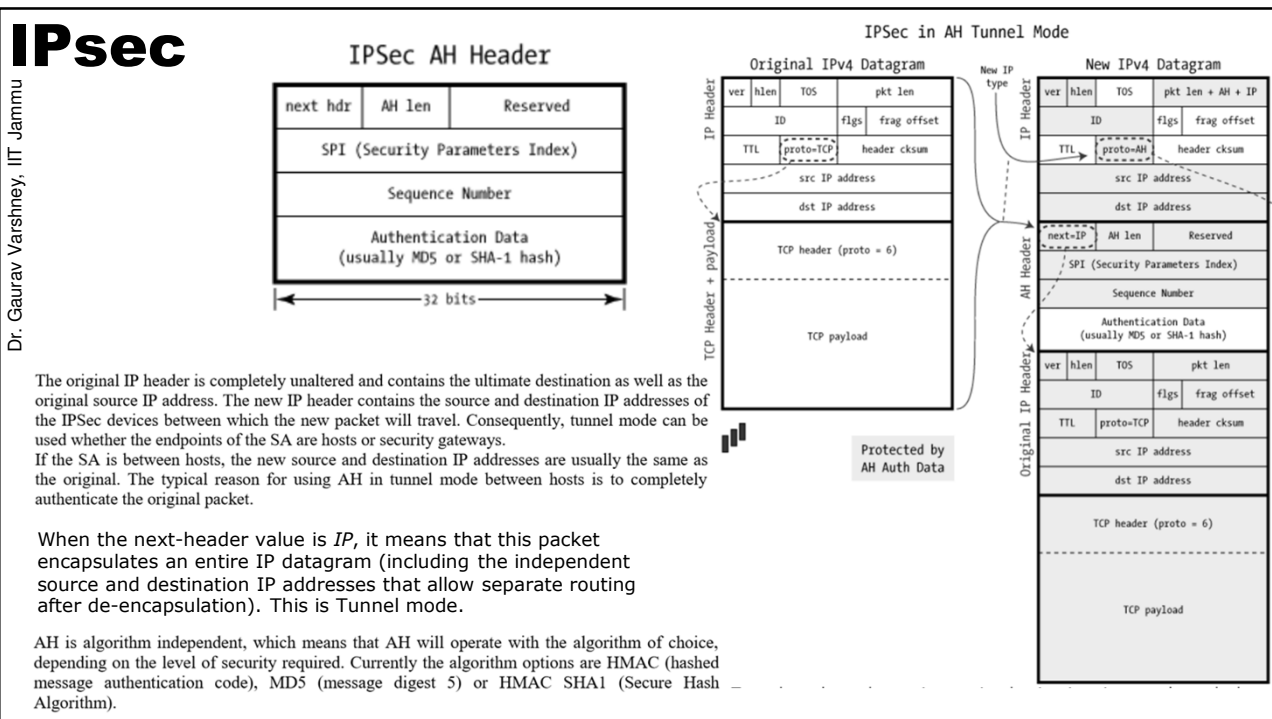 IPsec
Dr. Gaurav Varshney, IIT Jammu
IPSec AH Header
next hdr AH len Reserved
SPI (Security Parameters Index)
Sequence Number
Authentication Data
(usually MD5 or SHA-1 hash)
32 bits
The original IP header is completely unaltered and contains the ultimate destination as well as the
original source IP address. The new IP header contains the source and destination IP addresses of
the IPSec devices between which the new packet will travel. Consequently, tunnel mode can be
used whether the endpoints of the SA are hosts or security gateways.
If the SA is between hosts, the new source and destination IP addresses are usually the same as
the original. The typical reason for using AH in tunnel mode between hosts is to completely
authenticate the original packet.
When the next-header value is IP, it means that this packet
encapsulates an entire IP datagram (including the independent
source and destination IP addresses that allow separate routing
after de-encapsulation). This is Tunnel mode.
AH is algorithm independent, which means that AH will operate with the algorithm of choice,
depending on the level of security required. Currently the algorithm options are HMAC (hashed
message authentication code), MD5 (message digest 5) or HMAC SHA1 (Secure Hash
Algorithm).
IPSec in AH Tunnel Mode
Original IPv4 Datagram
IP Header
ver hlen TOS pkt len
ID flgs frag offset
TTL proto=TCP header cksum
src IP address
dst IP address
TCP Header + payload
TCP header (proto = 6)
TCP payload
New IP
type
Protected by
AH Auth Data
New IPv4 Datagram
IP Header
ver hlen TOS pkt len + AH + IP
ID flgs frag offset
TTL proto=AH header cksum
src IP address
dst IP address
AH Header
next=IP AH len Reserved
SPI (Security Parameters Index)
Sequence Number
Authentication Data
(usually MD5 or SHA-1 hash)
Original IP Header
ver hlen TOS pkt len
ID flgs frag offset
TTL proto=TCP header cksum
src IP address
dst IP address
TCP header (proto = 6)
TCP payload